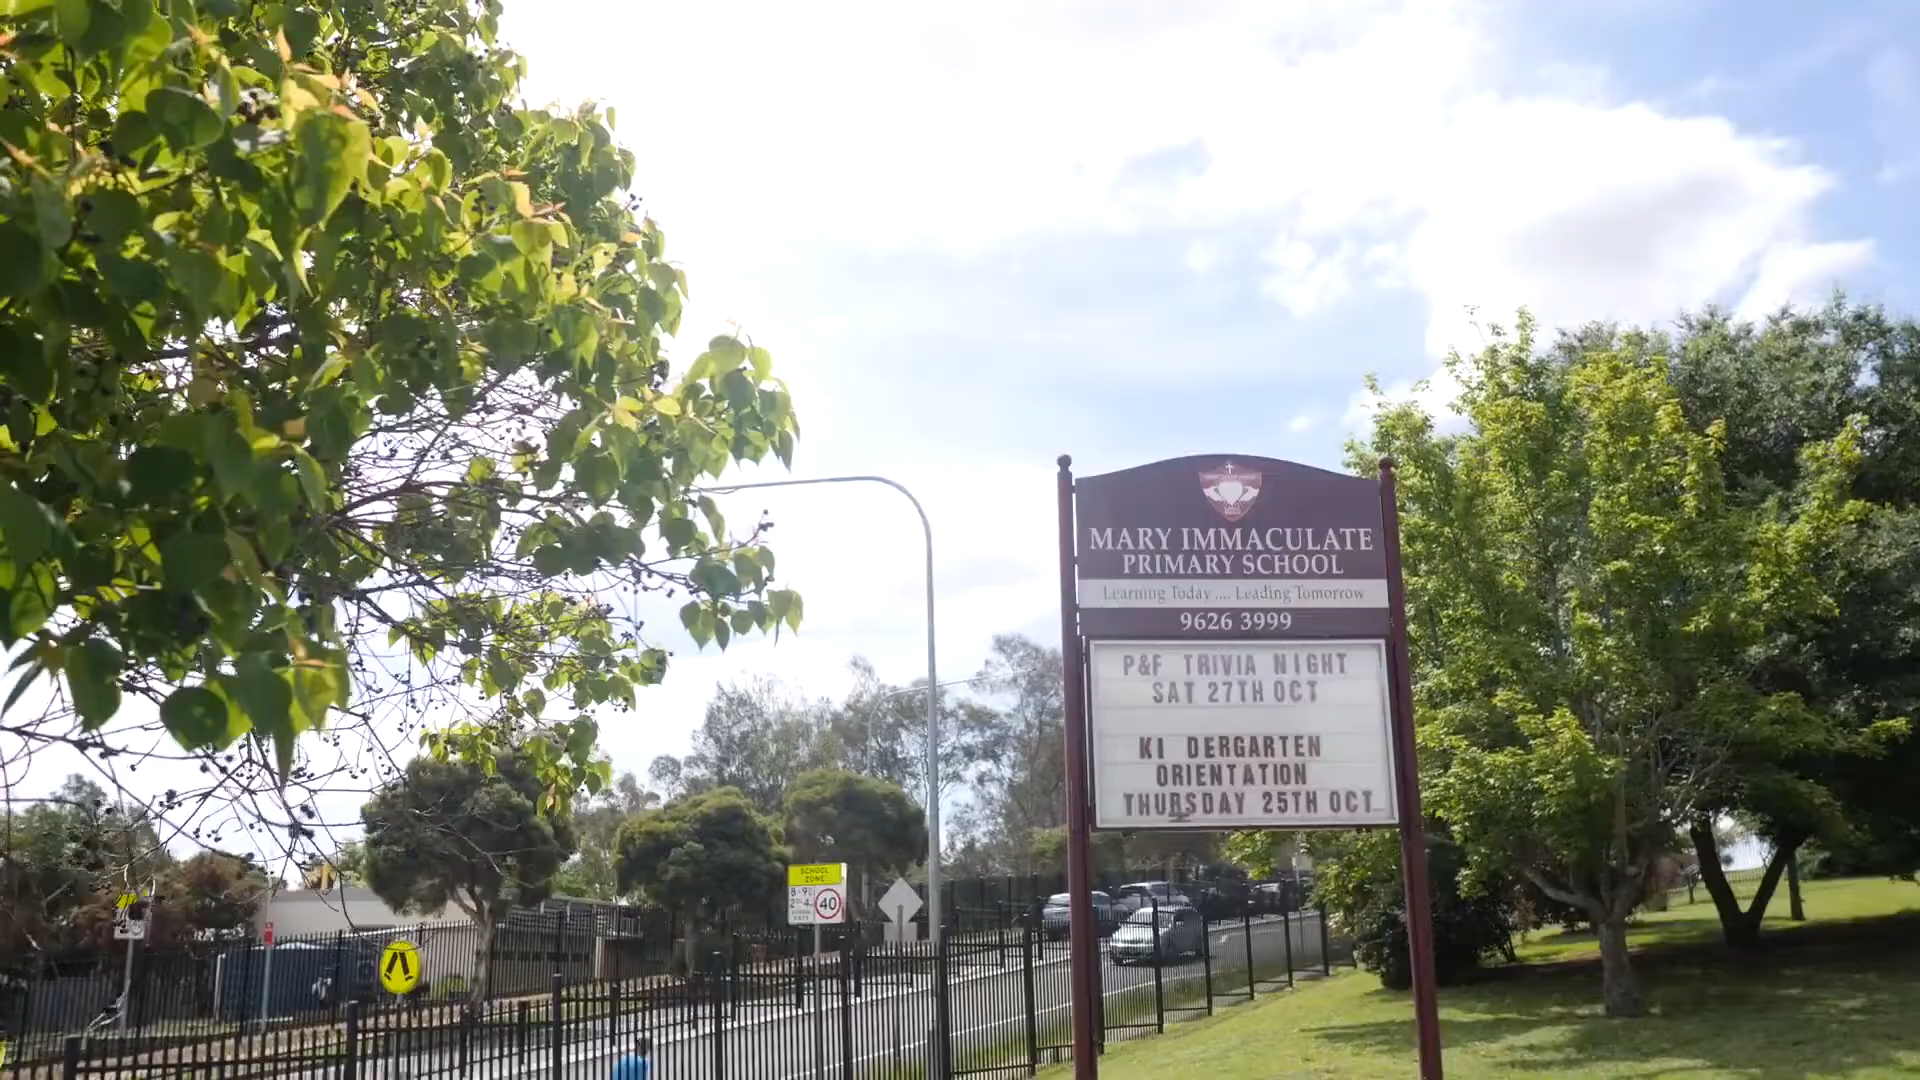 MARY IMMACULATE
PRIMARY SCHOOL
Learning Today .... Leading Tomorrow
9626 3999
P&F TRIVIA NIGHT
SAT 27TH OCT
KI DERGARTEN
ORIENTATION
THURSDAY 25TH OCT
SCHOOL
ZONE
40